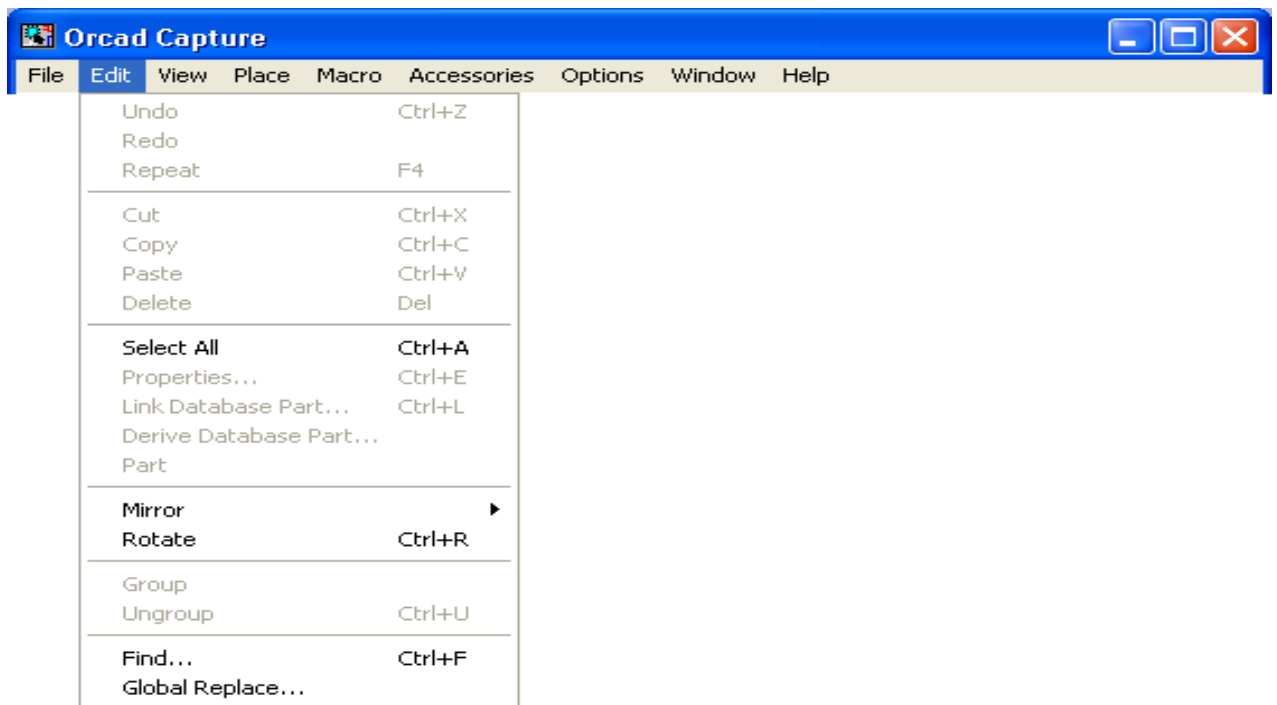 Orcad Capture
File Edit View Place Macro Accessories Options Window Help
Undo Ctrl+Z
Redo
Repeat F4
Cut Ctrl+X
Copy Ctrl+C
Paste Ctrl+V
Delete Del
Select All Ctrl+A
Properties... Ctrl+E
Link Database Part... Ctrl+L
Derive Database Part...
Part
Mirror
Rotate Ctrl+R
Group
Ungroup Ctrl+U
Find... Ctrl+F
Global Replace...